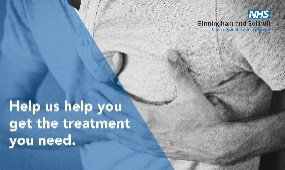 NHS
Birmingham and Solihull
Help us help you
get the treatment
you need.